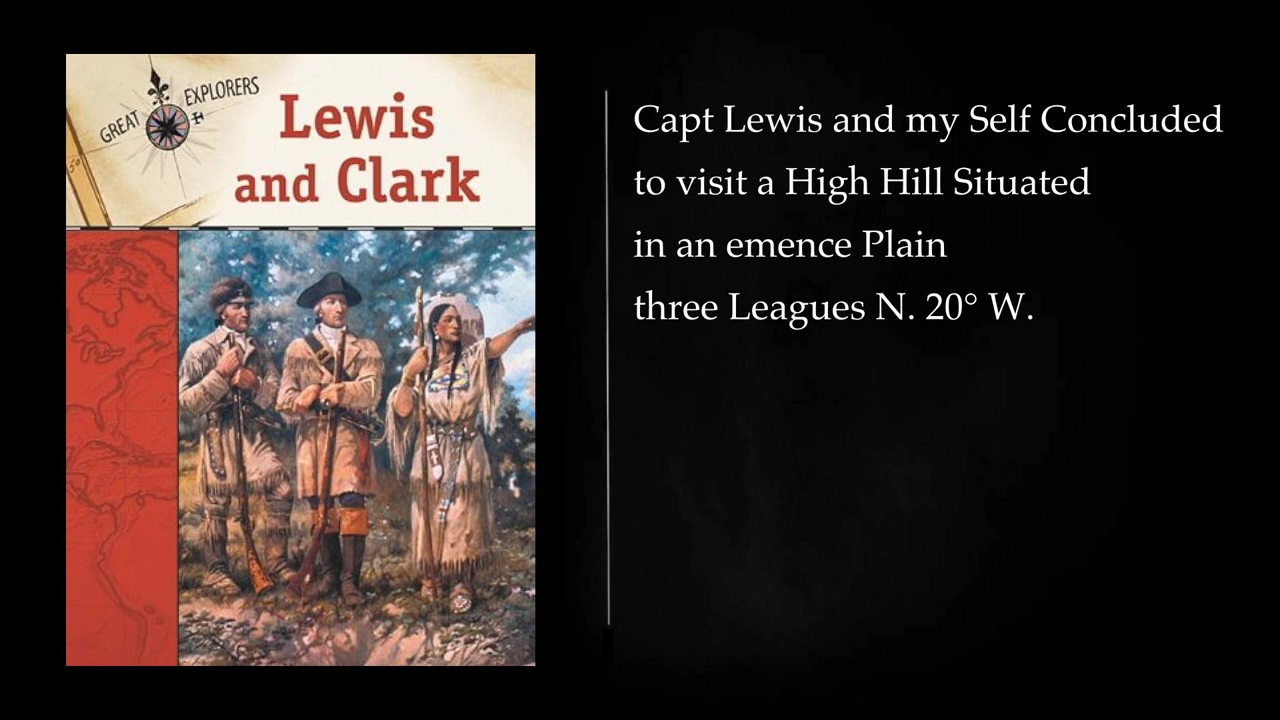 GREAT EXPLORERS
Lewis
and Clark
50
Capt Lewis and my Self Concluded
to visit a High Hill Situated
in an emence Plain
three Leagues N. 20° W.